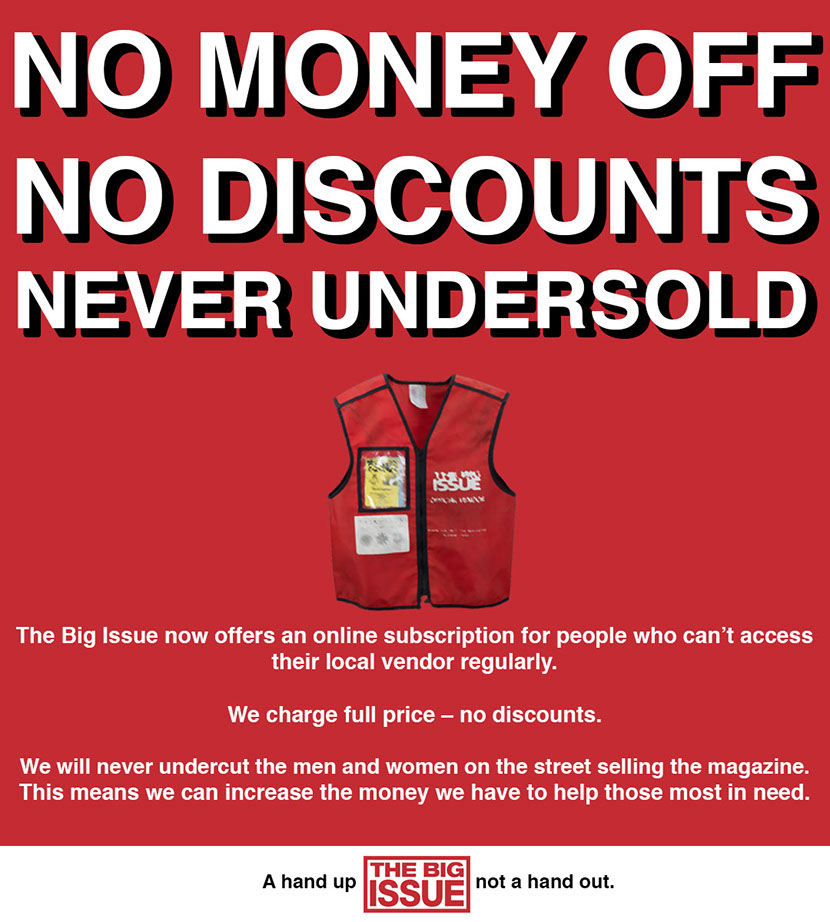 NO MONEY OFF
NO DISCOUNTS
NEVER UNDERSOLD
THE BIG
ISSUE
OFFICIAL VENDOR
The Big Issue now offers an online subscription for people who can’t access
their local vendor regularly.
We charge full price – no discounts.
We will never undercut the men and women on the street selling the magazine.
This means we can increase the money we have to help those most in need.
A hand up THE BIG ISSUE not a hand out.